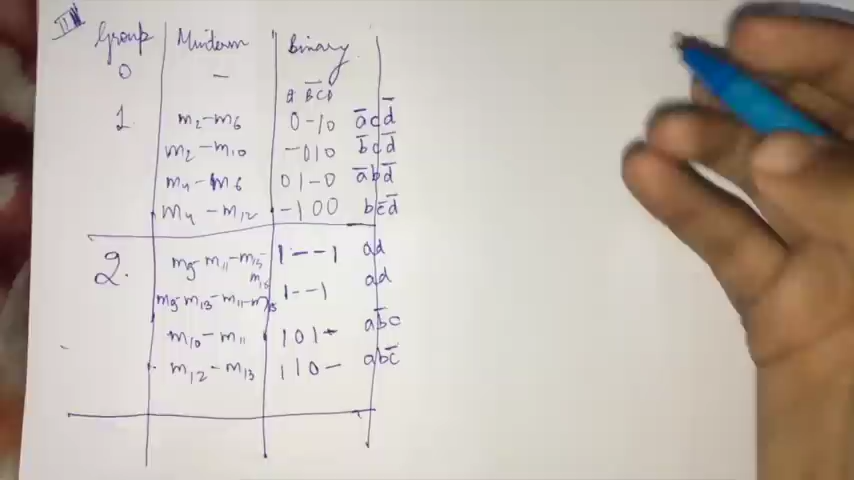 II
Group Minterm Binary
0 –
A B̅ C D
1 m2–m6 0-10 a̅cd̅
m2–m10 -010 b̅cd̅
m4–m6 01-0 a̅bd̅
m4–m12 -100 bc̅d̅
2. m9-m11-m13- 1--1 ad
m15
m9-m13-m11-m15 1--1 ad
m10–m11 101- ab̅c
m12–m13 110- abc̅